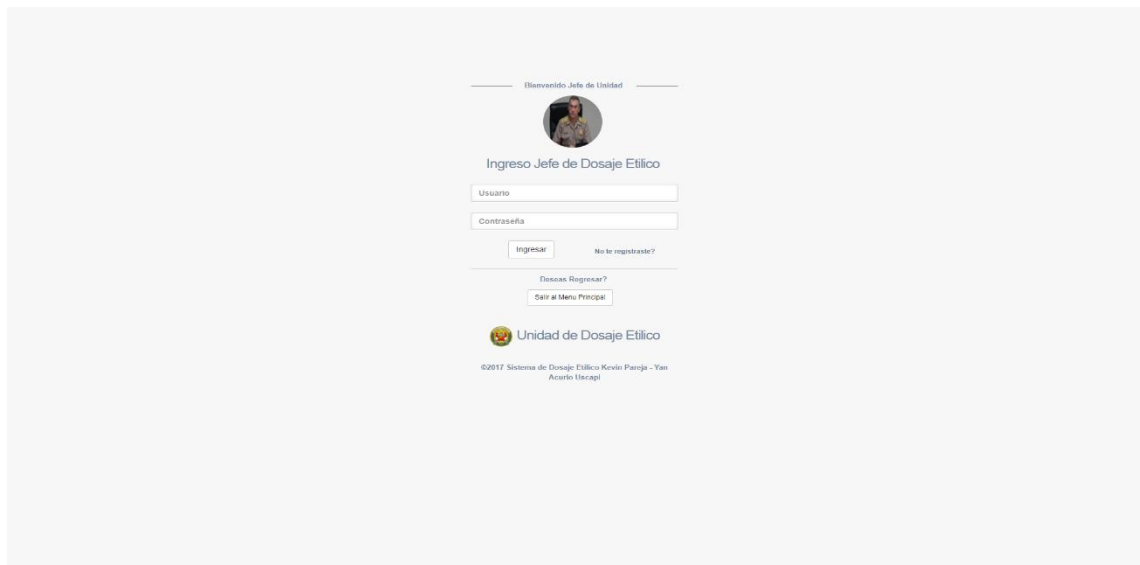 Bienvenido Jefe de Unidad
Ingreso Jefe de Dosaje Etilico
Usuario
Contraseña
Ingresar
No te registraste?
Deseas Regresar?
Salir al Menu Principal
Unidad de Dosaje Etilico
©2017 Sistema de Dosaje Etilico Kevin Pareja - Yan
Acurio Uscapi